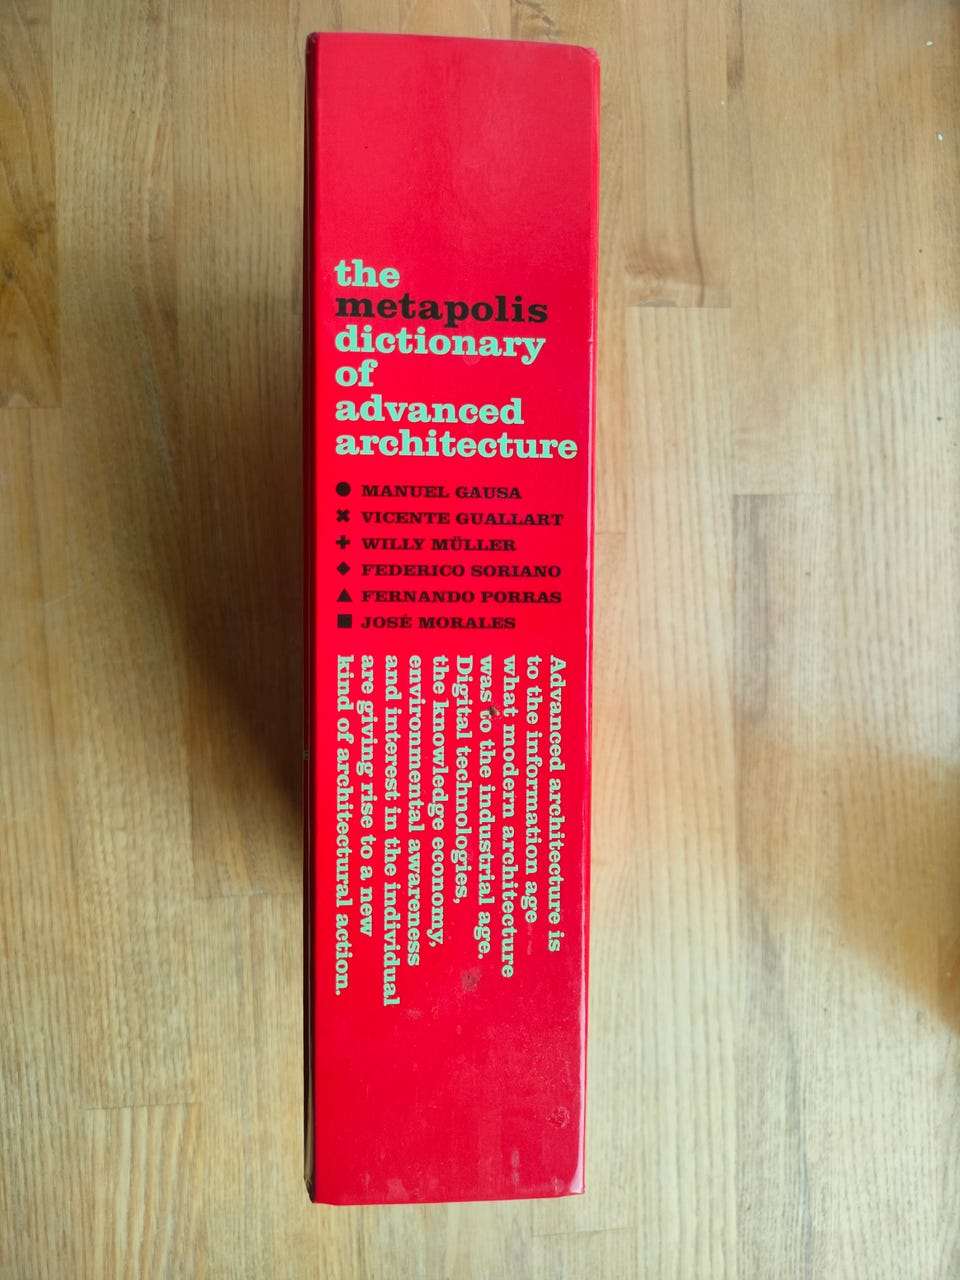 the
metapolis
dictionary
of
advanced
architecture
MANUEL GAUSA
VICENTE GUALLART
WILLY MÜLLER
FEDERICO SORIANO
FERNANDO PORRAS
JOSÉ MORALES
Advanced architecture is
to the information age
what modern architecture
was to the industrial age.
Digital technologies,
the knowledge economy,
environmental awareness
and interest in the individual
are giving rise to a new
kind of architectural action.